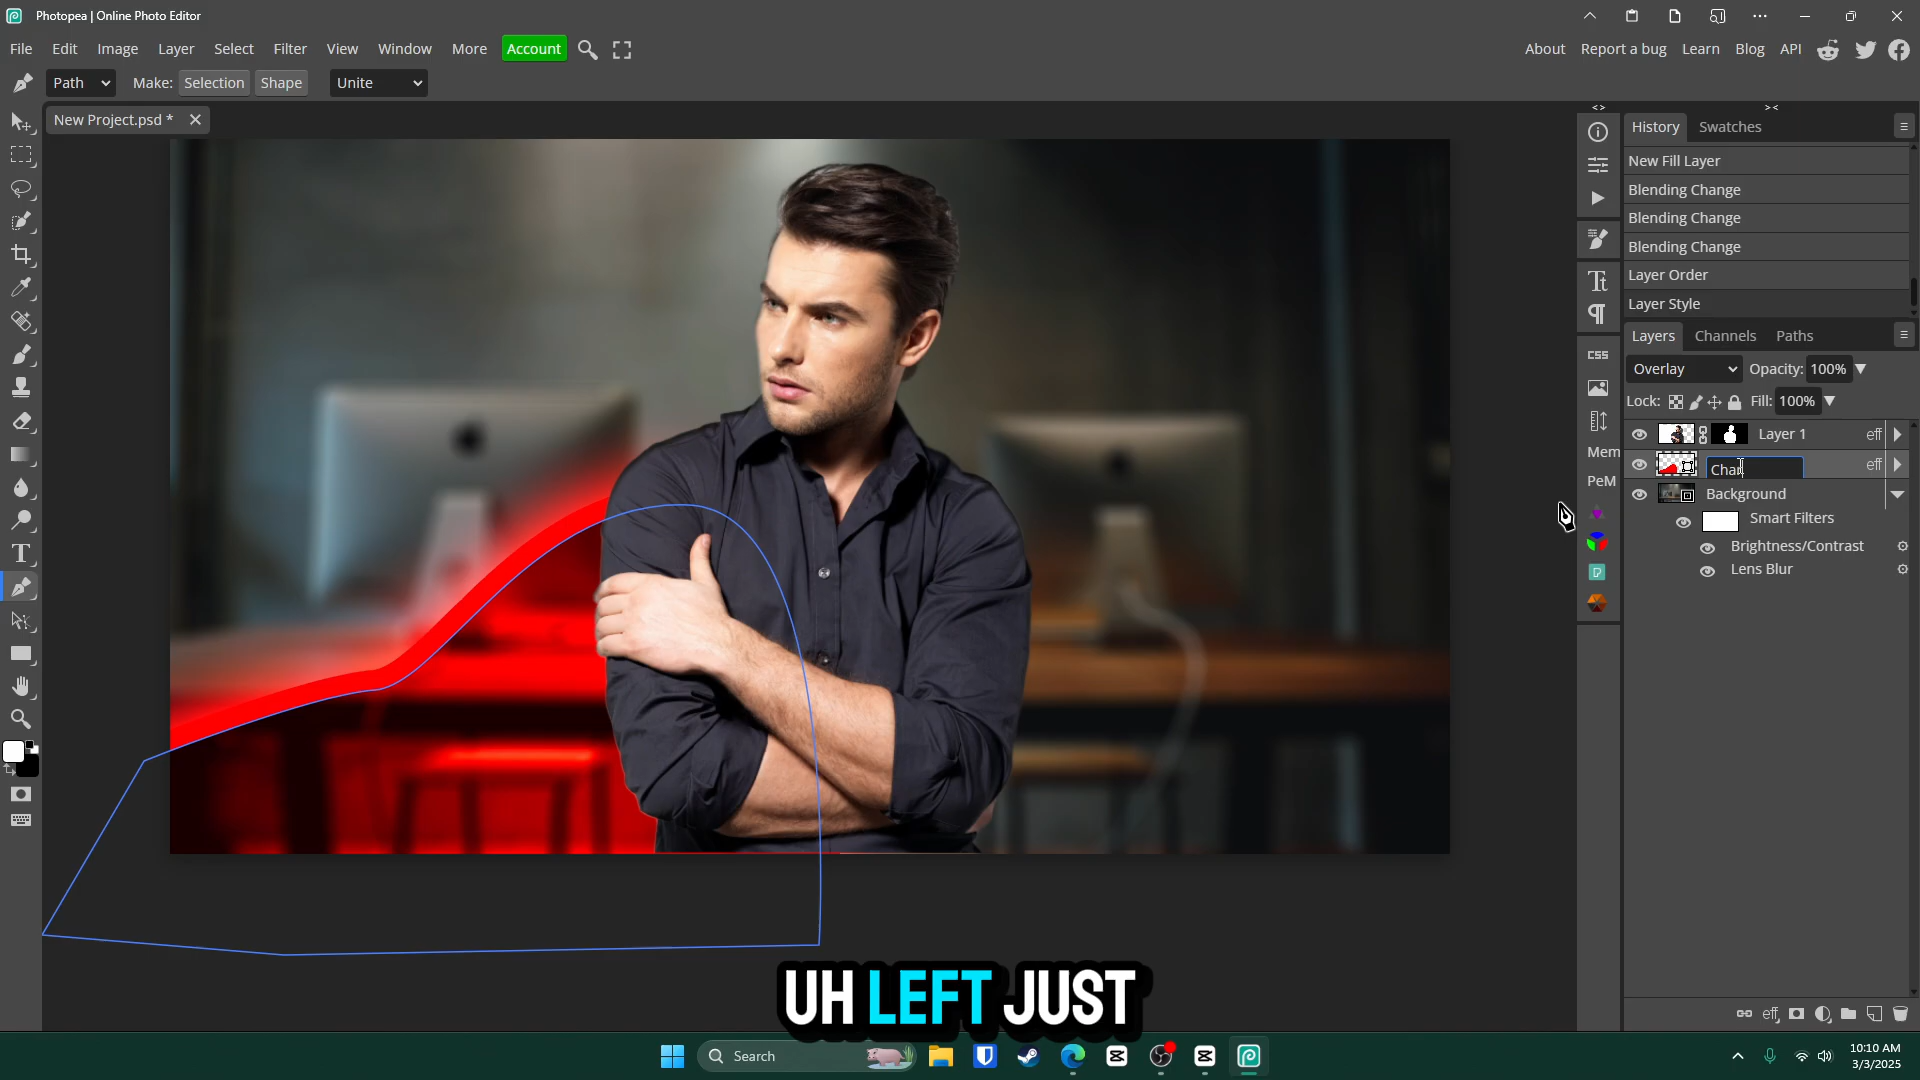 Photopea | Online Photo Editor
File Edit Image Layer Select Filter View Window More Account
About Report a bug Learn Blog API
Path Make: Selection Shape Unite
New Project.psd *
History Swatches
New Fill Layer
Blending Change
Blending Change
Blending Change
Layer Order
Layer Style
Layers Channels Paths
Overlay Opacity: 100%
Lock: Fill: 100%
Layer 1 eff
Char eff
Background
Smart Filters
Brightness/Contrast
Lens Blur
CSS
Mem
PeM
eff
UH LEFT JUST
Search
10:10 AM
3/3/2025